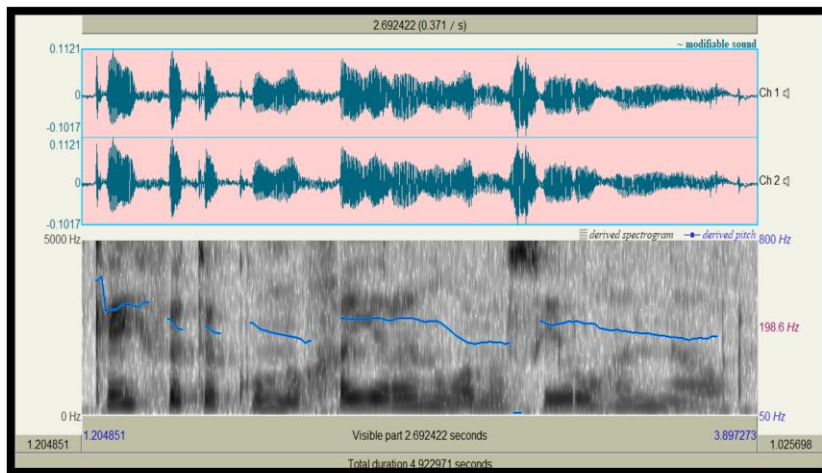 2.692422 (0.371 / s)
~ modifiable sound
0.1121
0
-0.1017
Ch 1
0.1121
0
-0.1017
Ch 2
derived spectrogram derived pitch
5000 Hz 800 Hz
198.6 Hz
0 Hz 50 Hz
1.204851 Visible part 2.692422 seconds 3.897273
1.204851 1.025698
Total duration 4.922971 seconds